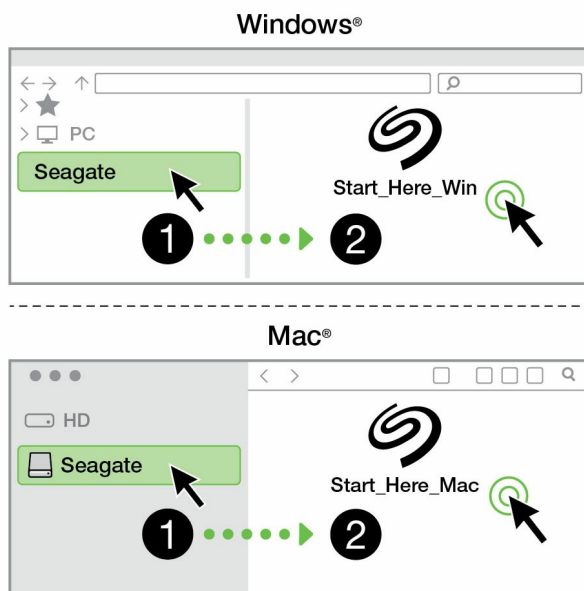 Windows®
PC
Seagate
Start_Here_Win
1
2
Mac®
HD
Seagate
Start_Here_Mac
1
2